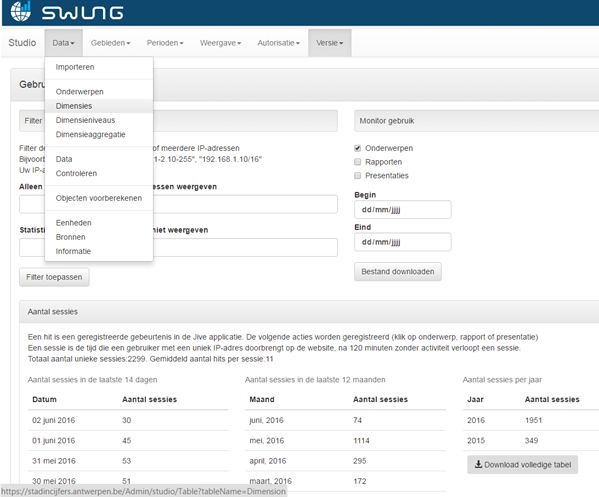 SWING
Studio Data Gebieden Perioden Weergave Autorisatie Versie
Importeren
Onderwerpen
Dimensies
Dimensieniveaus
Dimensieaggregatie
Data
Controleren
Objecten voorberekenen
Eenheden
Bronnen
Informatie
Gebru
Filter
Filter de of meerdere IP-adressen
Bijvoorb 1-2.10-255", "192.168.1.10/16"
Uw IP-a
Alleen essen weergeven
Statisti niet weergeven
Filter toepassen
Monitor gebruik
Onderwerpen
Rapporten
Presentaties
Begin
dd/mm/jjjj
Eind
dd/mm/jjjj
Bestand downloaden
Aantal sessies
Een hit is een geregistreerde gebeurtenis in de Jive applicatie. De volgende acties worden geregistreerd (klik op onderwerp, rapport of presentatie)
Een sessie is de tijd die een gebruiker met een uniek IP-adres doorbrengt op de website, na 120 minuten zonder activiteit verloopt een sessie.
Totaal aantal unieke sessies:2299. Gemiddeld aantal hits per sessie:11
Aantal sessies in de laatste 14 dagen
Datum Aantal sessies
02 juni 2016 30
01 juni 2016 45
31 mei 2016 53
30 mei 2016 51
Aantal sessies in de laatste 12 maanden
Maand Aantal sessies
juni, 2016 74
mei, 2016 1114
april, 2016 295
maart, 2016 172
Aantal sessies per jaar
Jaar Aantal sessies
2016 1951
2015 349
Download volledige tabel
https://stadincijfers.antwerpen.be/Admin/studio/Table?tableName=Dimension